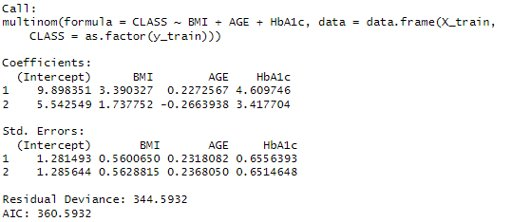 Call:
multinom(formula = CLASS ~ BMI + AGE + HbA1c, data = data.frame(X_train,
    CLASS = as.factor(y_train)))

Coefficients:
  (Intercept)      BMI        AGE    HbA1c
1    9.898351 3.390327  0.2272567 4.609746
2    5.542549 1.737752 -0.2663938 3.417704

Std. Errors:
  (Intercept)       BMI       AGE     HbA1c
1    1.281493 0.5600650 0.2318082 0.6556393
2    1.285644 0.5628815 0.2368050 0.6514648

Residual Deviance: 344.5932
AIC: 360.5932